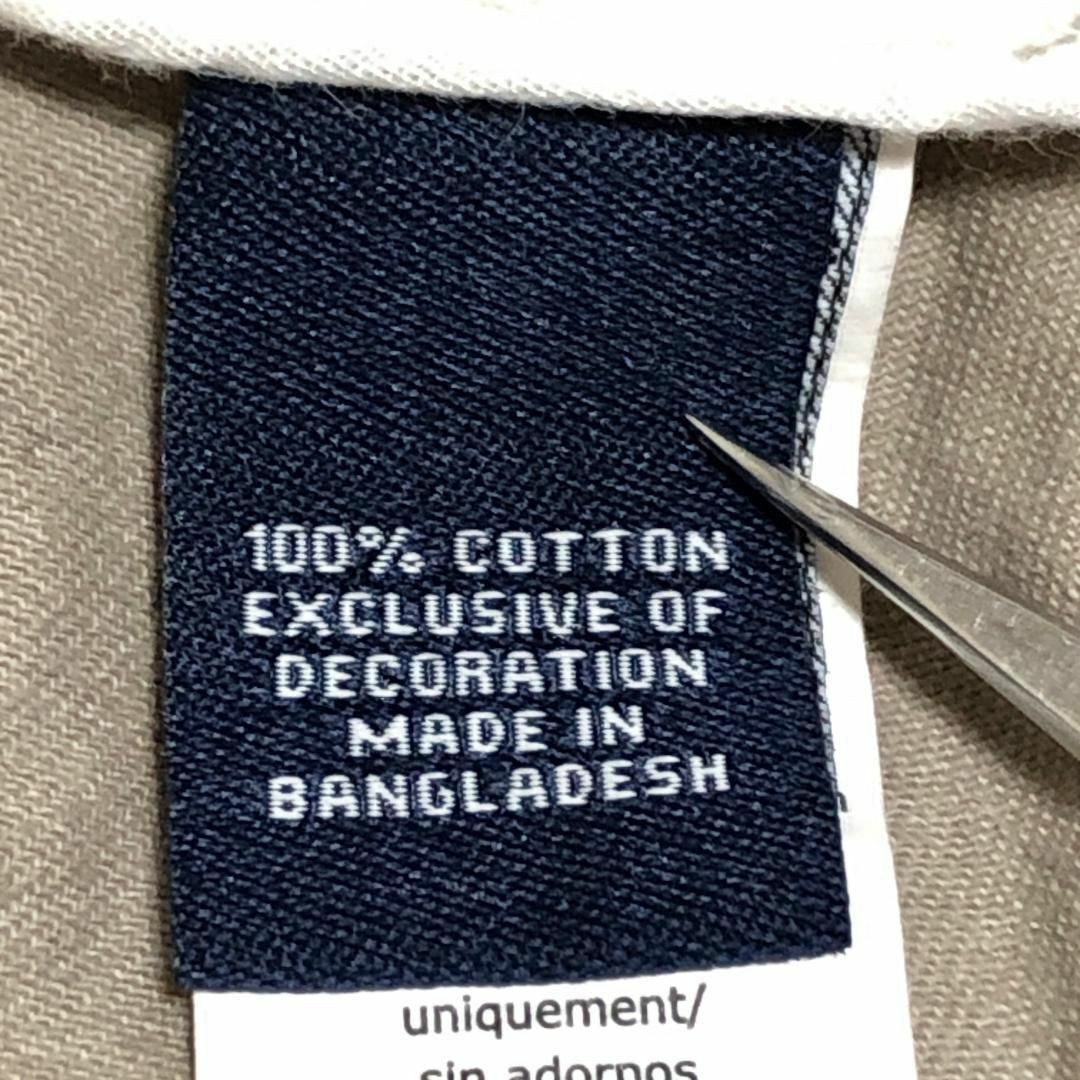 100% COTTON
EXCLUSIVE OF
DECORATION
MADE IN
BANGLADESH
uniquement/
sin adornos